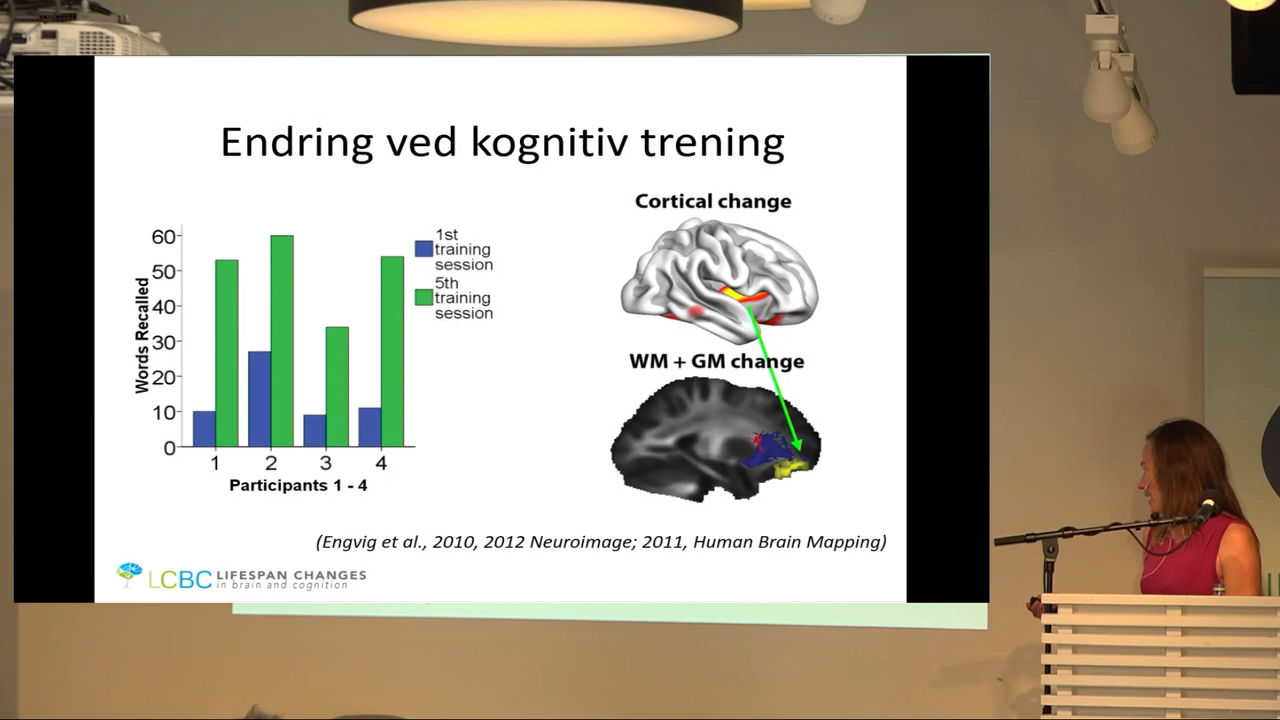 Endring ved kognitiv trening
60
50
40
30
20
10
0
Words Recalled
1 2 3 4
Participants 1 - 4
1st
training
session
5th
training
session
Cortical change
WM + GM change
(Engvig et al., 2010, 2012 Neuroimage; 2011, Human Brain Mapping)
LCBC LIFESPAN CHANGES
in brain and cognition